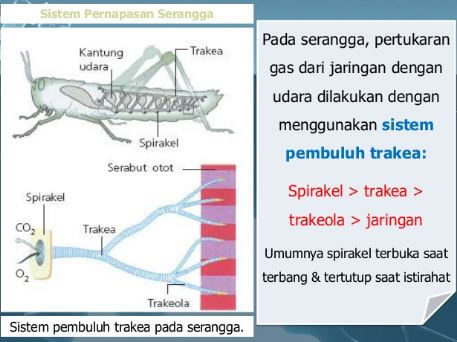 Sistem Pernapasan Serangga
Kantung
udara
Trakea
Spirakel
Serabut otot
Spirakel
CO2
Trakea
O2
Trakeola
Sistem pembuluh trakea pada serangga.
Pada serangga, pertukaran
gas dari jaringan dengan
udara dilakukan dengan
menggunakan sistem
pembuluh trakea:
Spirakel > trakea >
trakeola > jaringan
Umumnya spirakel terbuka saat
terbang & tertutup saat istirahat